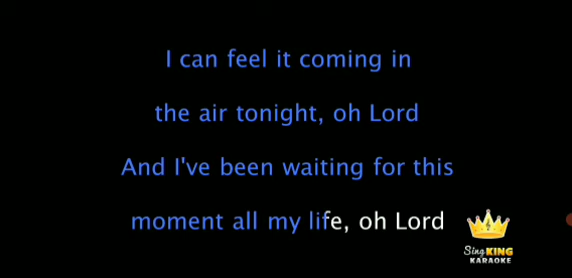 I can feel it coming in
the air tonight, oh Lord
And I've been waiting for this
moment all my life, oh Lord
Sing KING
KARAOKE